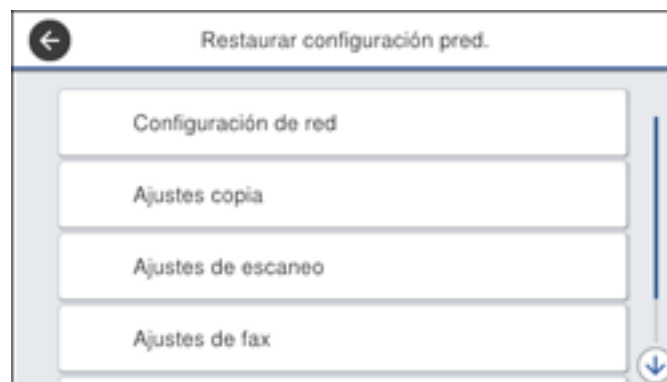 Restaurar configuración pred.
Configuración de red
Ajustes copia
Ajustes de escaneo
Ajustes de fax